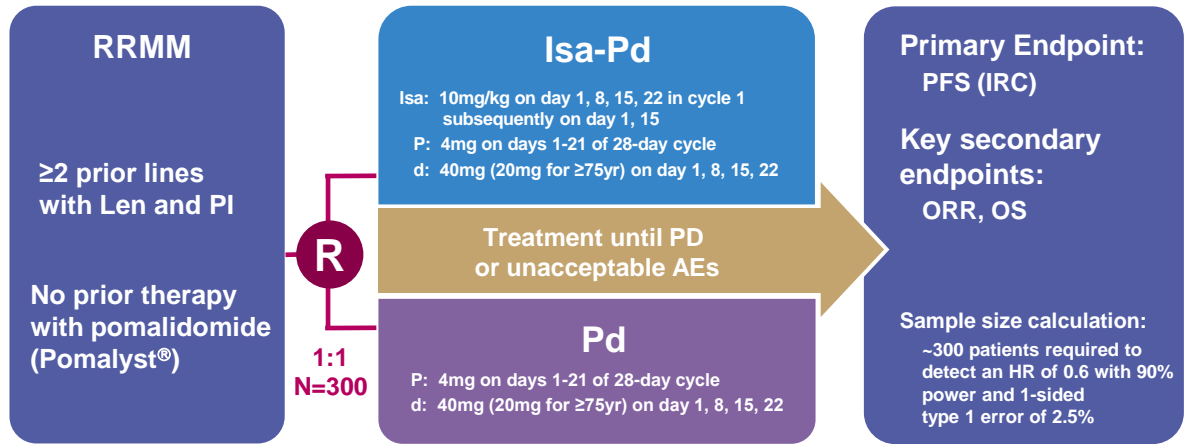 RRMM
≥2 prior lines
with Len and PI
No prior therapy
with pomalidomide
(Pomalyst®)
R
1:1
N=300
Isa-Pd
Isa: 10mg/kg on day 1, 8, 15, 22 in cycle 1
subsequently on day 1, 15
P: 4mg on days 1-21 of 28-day cycle
d: 40mg (20mg for ≥75yr) on day 1, 8, 15, 22
Treatment until PD
or unacceptable AEs
Pd
P: 4mg on days 1-21 of 28-day cycle
d: 40mg (20mg for ≥75yr) on day 1, 8, 15, 22
Primary Endpoint:
PFS (IRC)
Key secondary
endpoints:
ORR, OS
Sample size calculation:
~300 patients required to
detect an HR of 0.6 with 90%
power and 1-sided
type 1 error of 2.5%